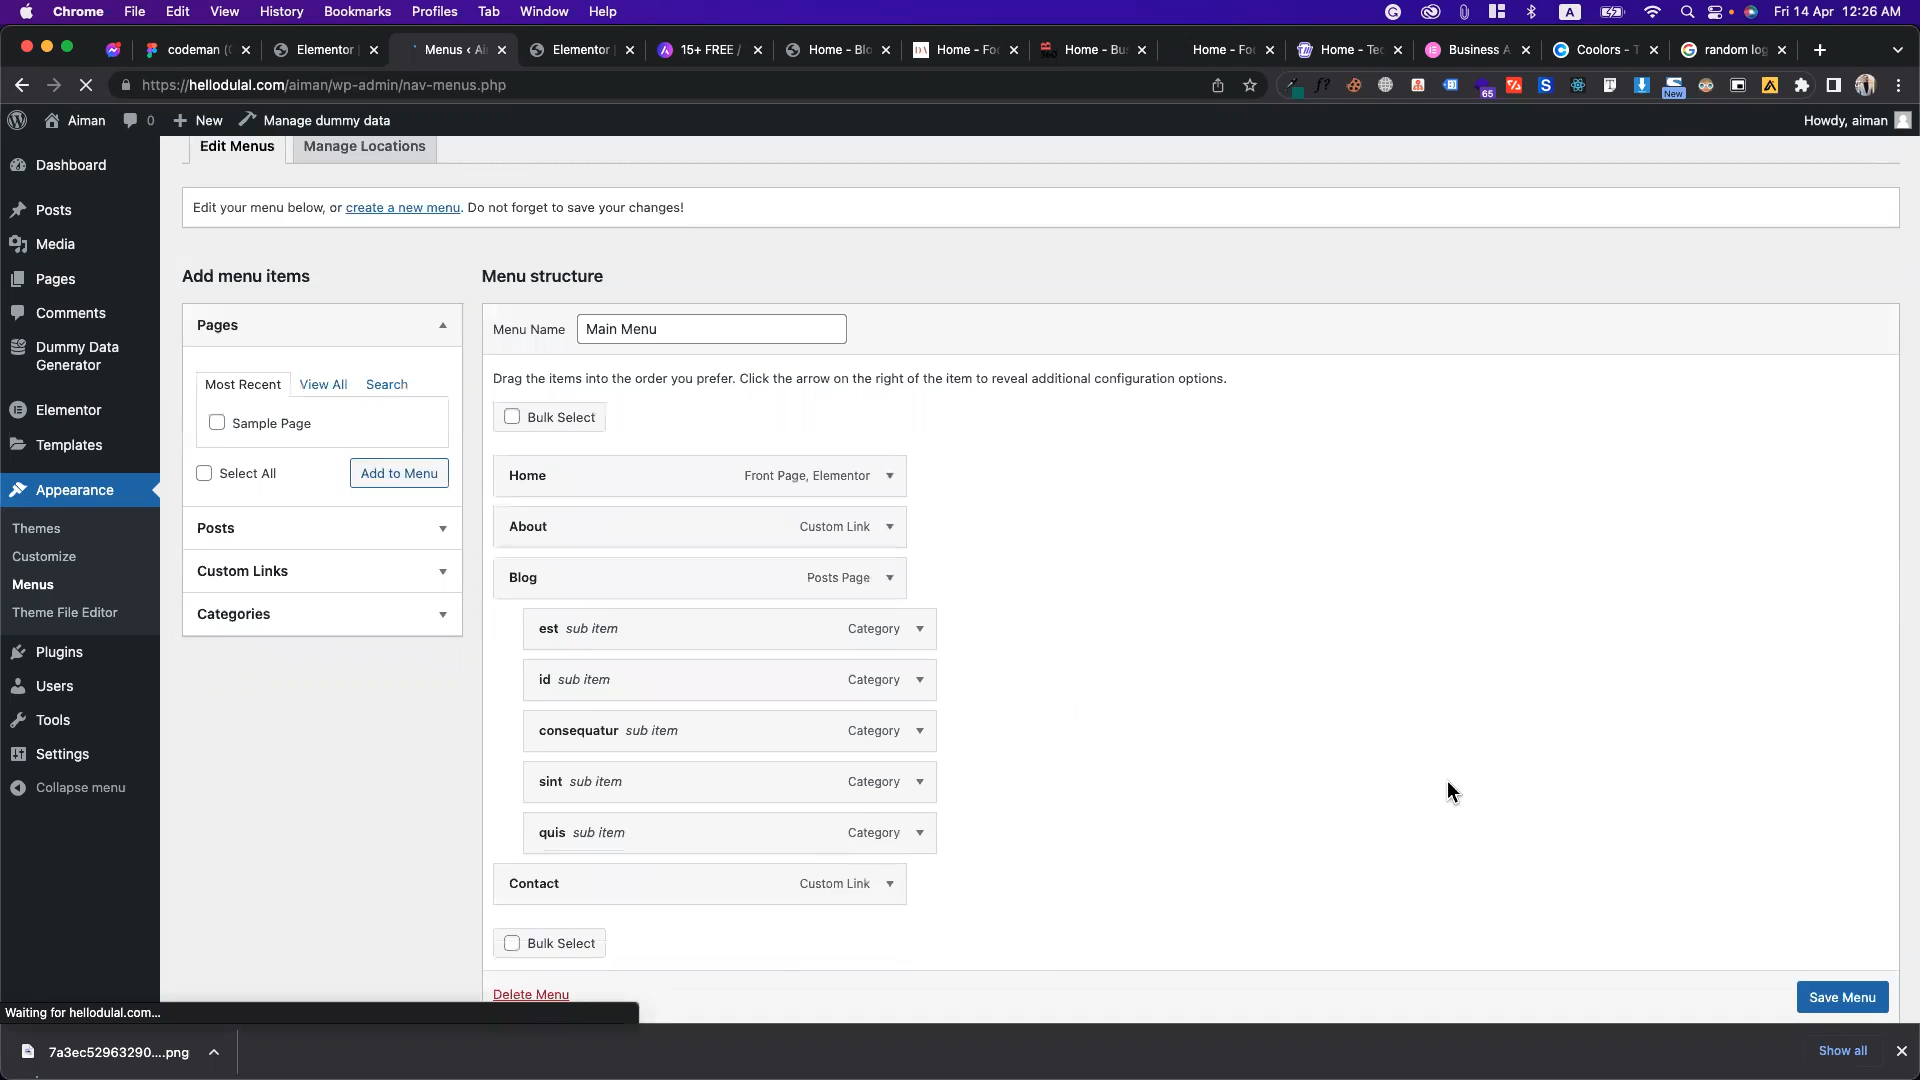 Chrome File Edit View History Bookmarks Profiles Tab Window Help A Fri 14 Apr 12:26 AM
codeman ( Elementor Menus ‹ Ai Elementor 15+ FREE / Home - Blo Home - Foo Home - Bus Home - Fou Home - Tec Business A Coolors - T random log
https://hellodulal.com/aiman/wp-admin/nav-menus.php
65 New
Aiman 0 New Manage dummy data Howdy, aiman
Edit Menus Manage Locations
Dashboard
Posts
Media
Pages
Comments
Dummy Data
Generator
Elementor
Templates
Appearance
Themes
Customize
Menus
Theme File Editor
Plugins
Users
Tools
Settings
Collapse menu
Edit your menu below, or create a new menu. Do not forget to save your changes!
Add menu items
Pages
Most Recent View All Search
Sample Page
Select All Add to Menu
Posts
Custom Links
Categories
Menu structure
Menu Name Main Menu
Drag the items into the order you prefer. Click the arrow on the right of the item to reveal additional configuration options.
Bulk Select
Home Front Page, Elementor
About Custom Link
Blog Posts Page
est sub item Category
id sub item Category
consequatur sub item Category
sint sub item Category
quis sub item Category
Contact Custom Link
Bulk Select
Delete Menu Save Menu
Waiting for hellodulal.com...
7a3ec52963290....png Show all